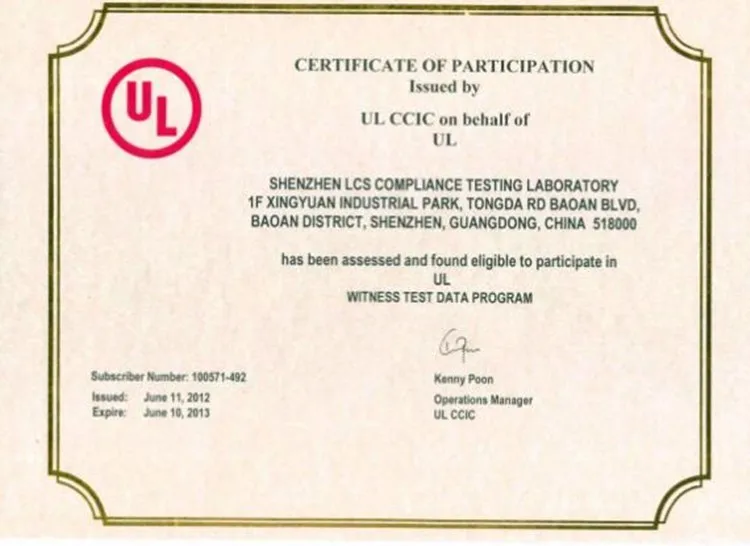 UL
CERTIFICATE OF PARTICIPATION
Issued by
UL CCIC on behalf of
UL
SHENZHEN LCS COMPLIANCE TESTING LABORATORY
1F XINGYUAN INDUSTRIAL PARK, TONGDA RD BAOAN BLVD,
BAOAN DISTRICT, SHENZHEN, GUANGDONG, CHINA 518000
has been assessed and found eligible to participate in
UL
WITNESS TEST DATA PROGRAM
Subscriber Number: 100571-492
Issued: June 11, 2012
Expire: June 10, 2013
Kenny Poon
Operations Manager
UL CCIC